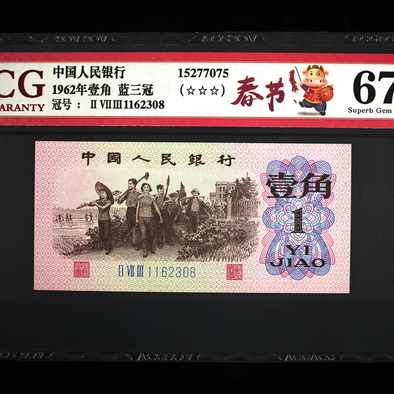 CG
ARANTY
中国人民银行
1962年壹角 蓝三冠
冠号： II VII III 1162308
15277075
(☆☆☆)
春节
67
Superb Gem
中國人民銀行
壹角
1
YI
JIAO
II VII III 1162308